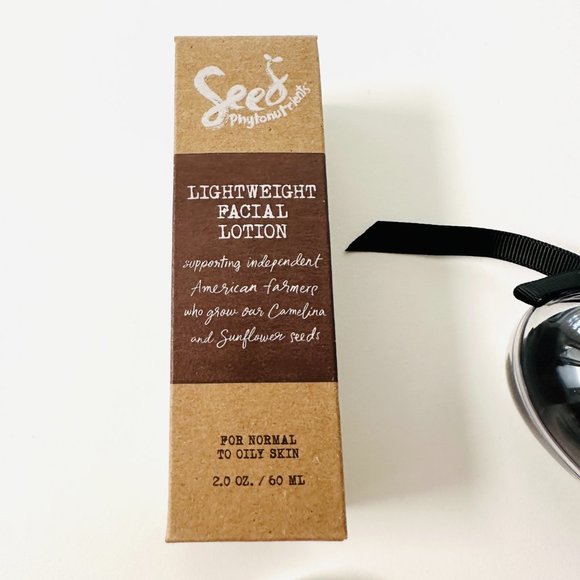 Seed
phytonutrients
LIGHTWEIGHT
FACIAL
LOTION
supporting independent
American farmers
who grow our Camelina
and Sunflower seeds
FOR NORMAL
TO OILY SKIN
2.0 OZ. / 60 ML